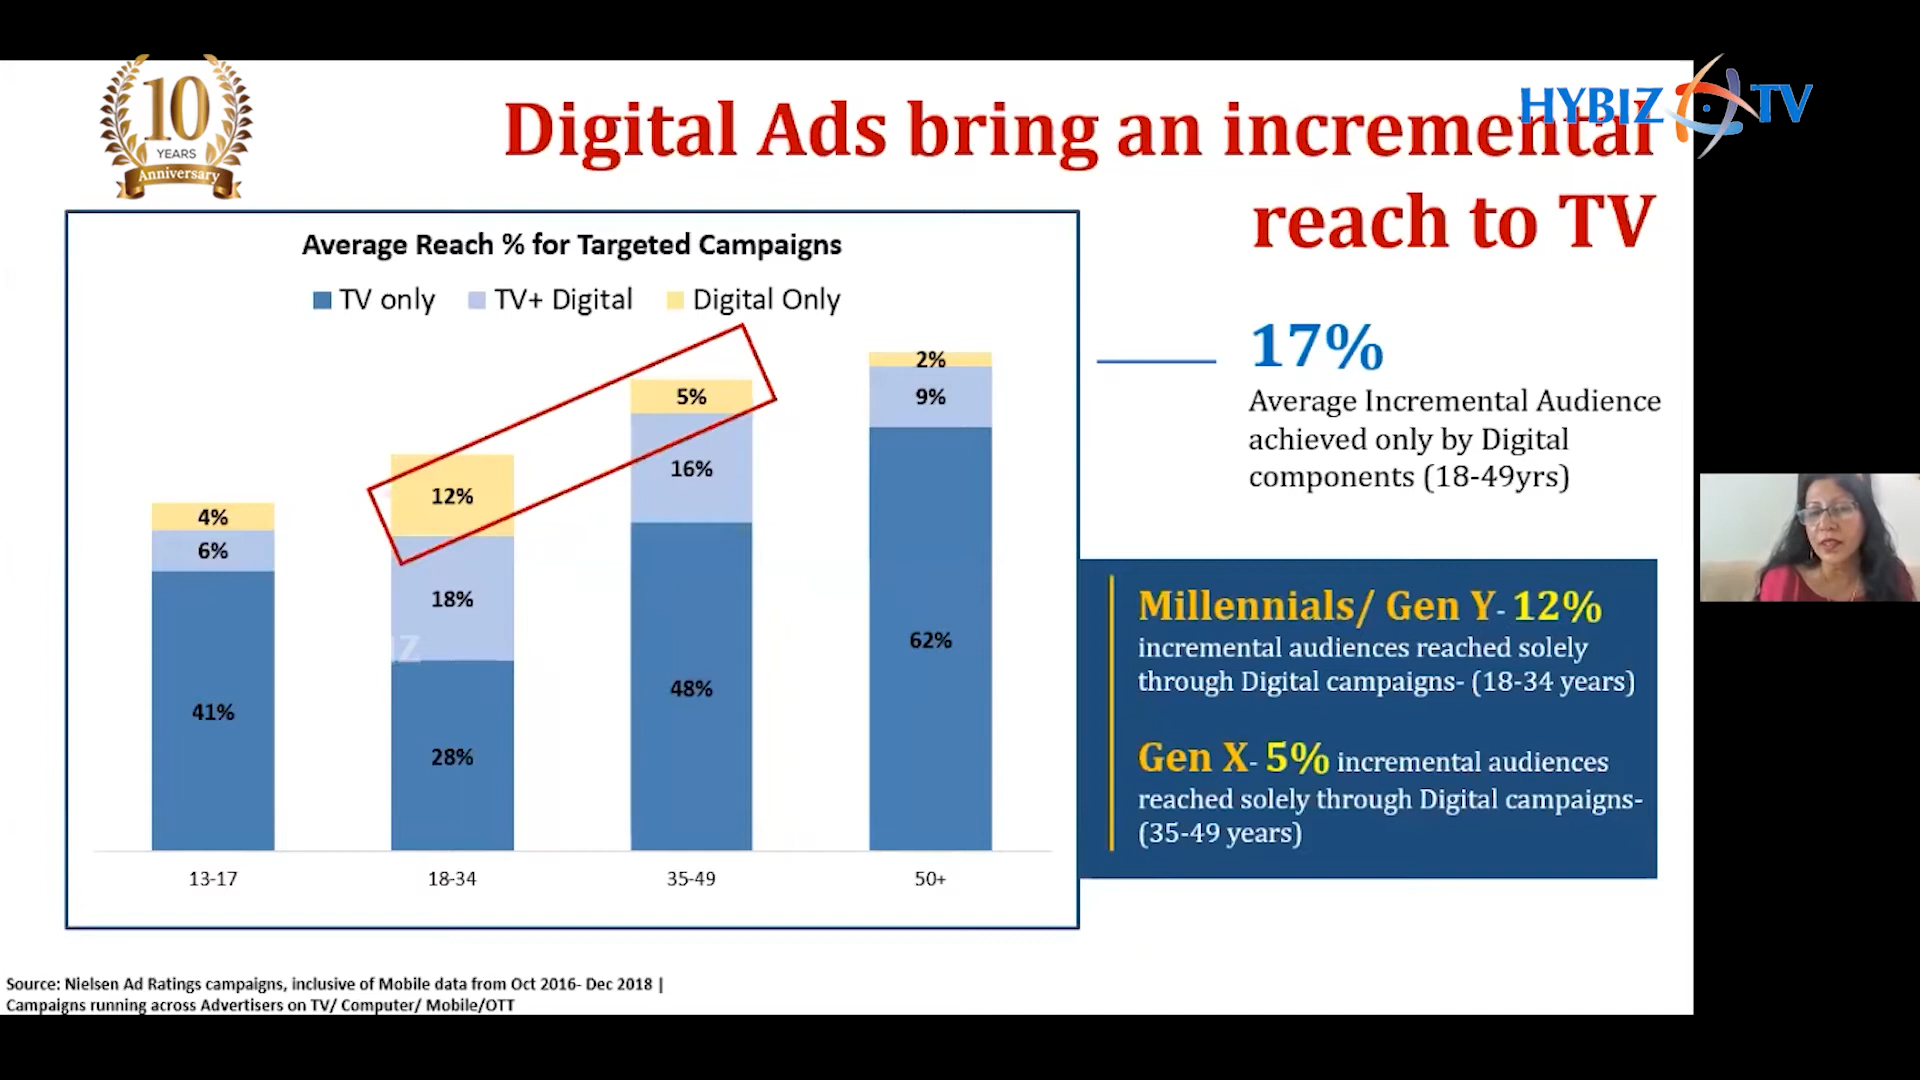 10
YEARS
Anniversary
HYBIZ TV
Digital Ads bring an incremental
reach to TV
Average Reach % for Targeted Campaigns
TV only TV+ Digital Digital Only
4%
6%
41%
13-17
12%
18%
28%
18-34
5%
16%
48%
35-49
2%
9%
62%
50+
17%
Average Incremental Audience
achieved only by Digital
components (18-49yrs)
Millennials/ Gen Y- 12%
incremental audiences reached solely
through Digital campaigns- (18-34 years)
Gen X- 5% incremental audiences
reached solely through Digital campaigns-
(35-49 years)
Source: Nielsen Ad Ratings campaigns, inclusive of Mobile data from Oct 2016- Dec 2018 |
Campaigns running across Advertisers on TV/ Computer/ Mobile/OTT